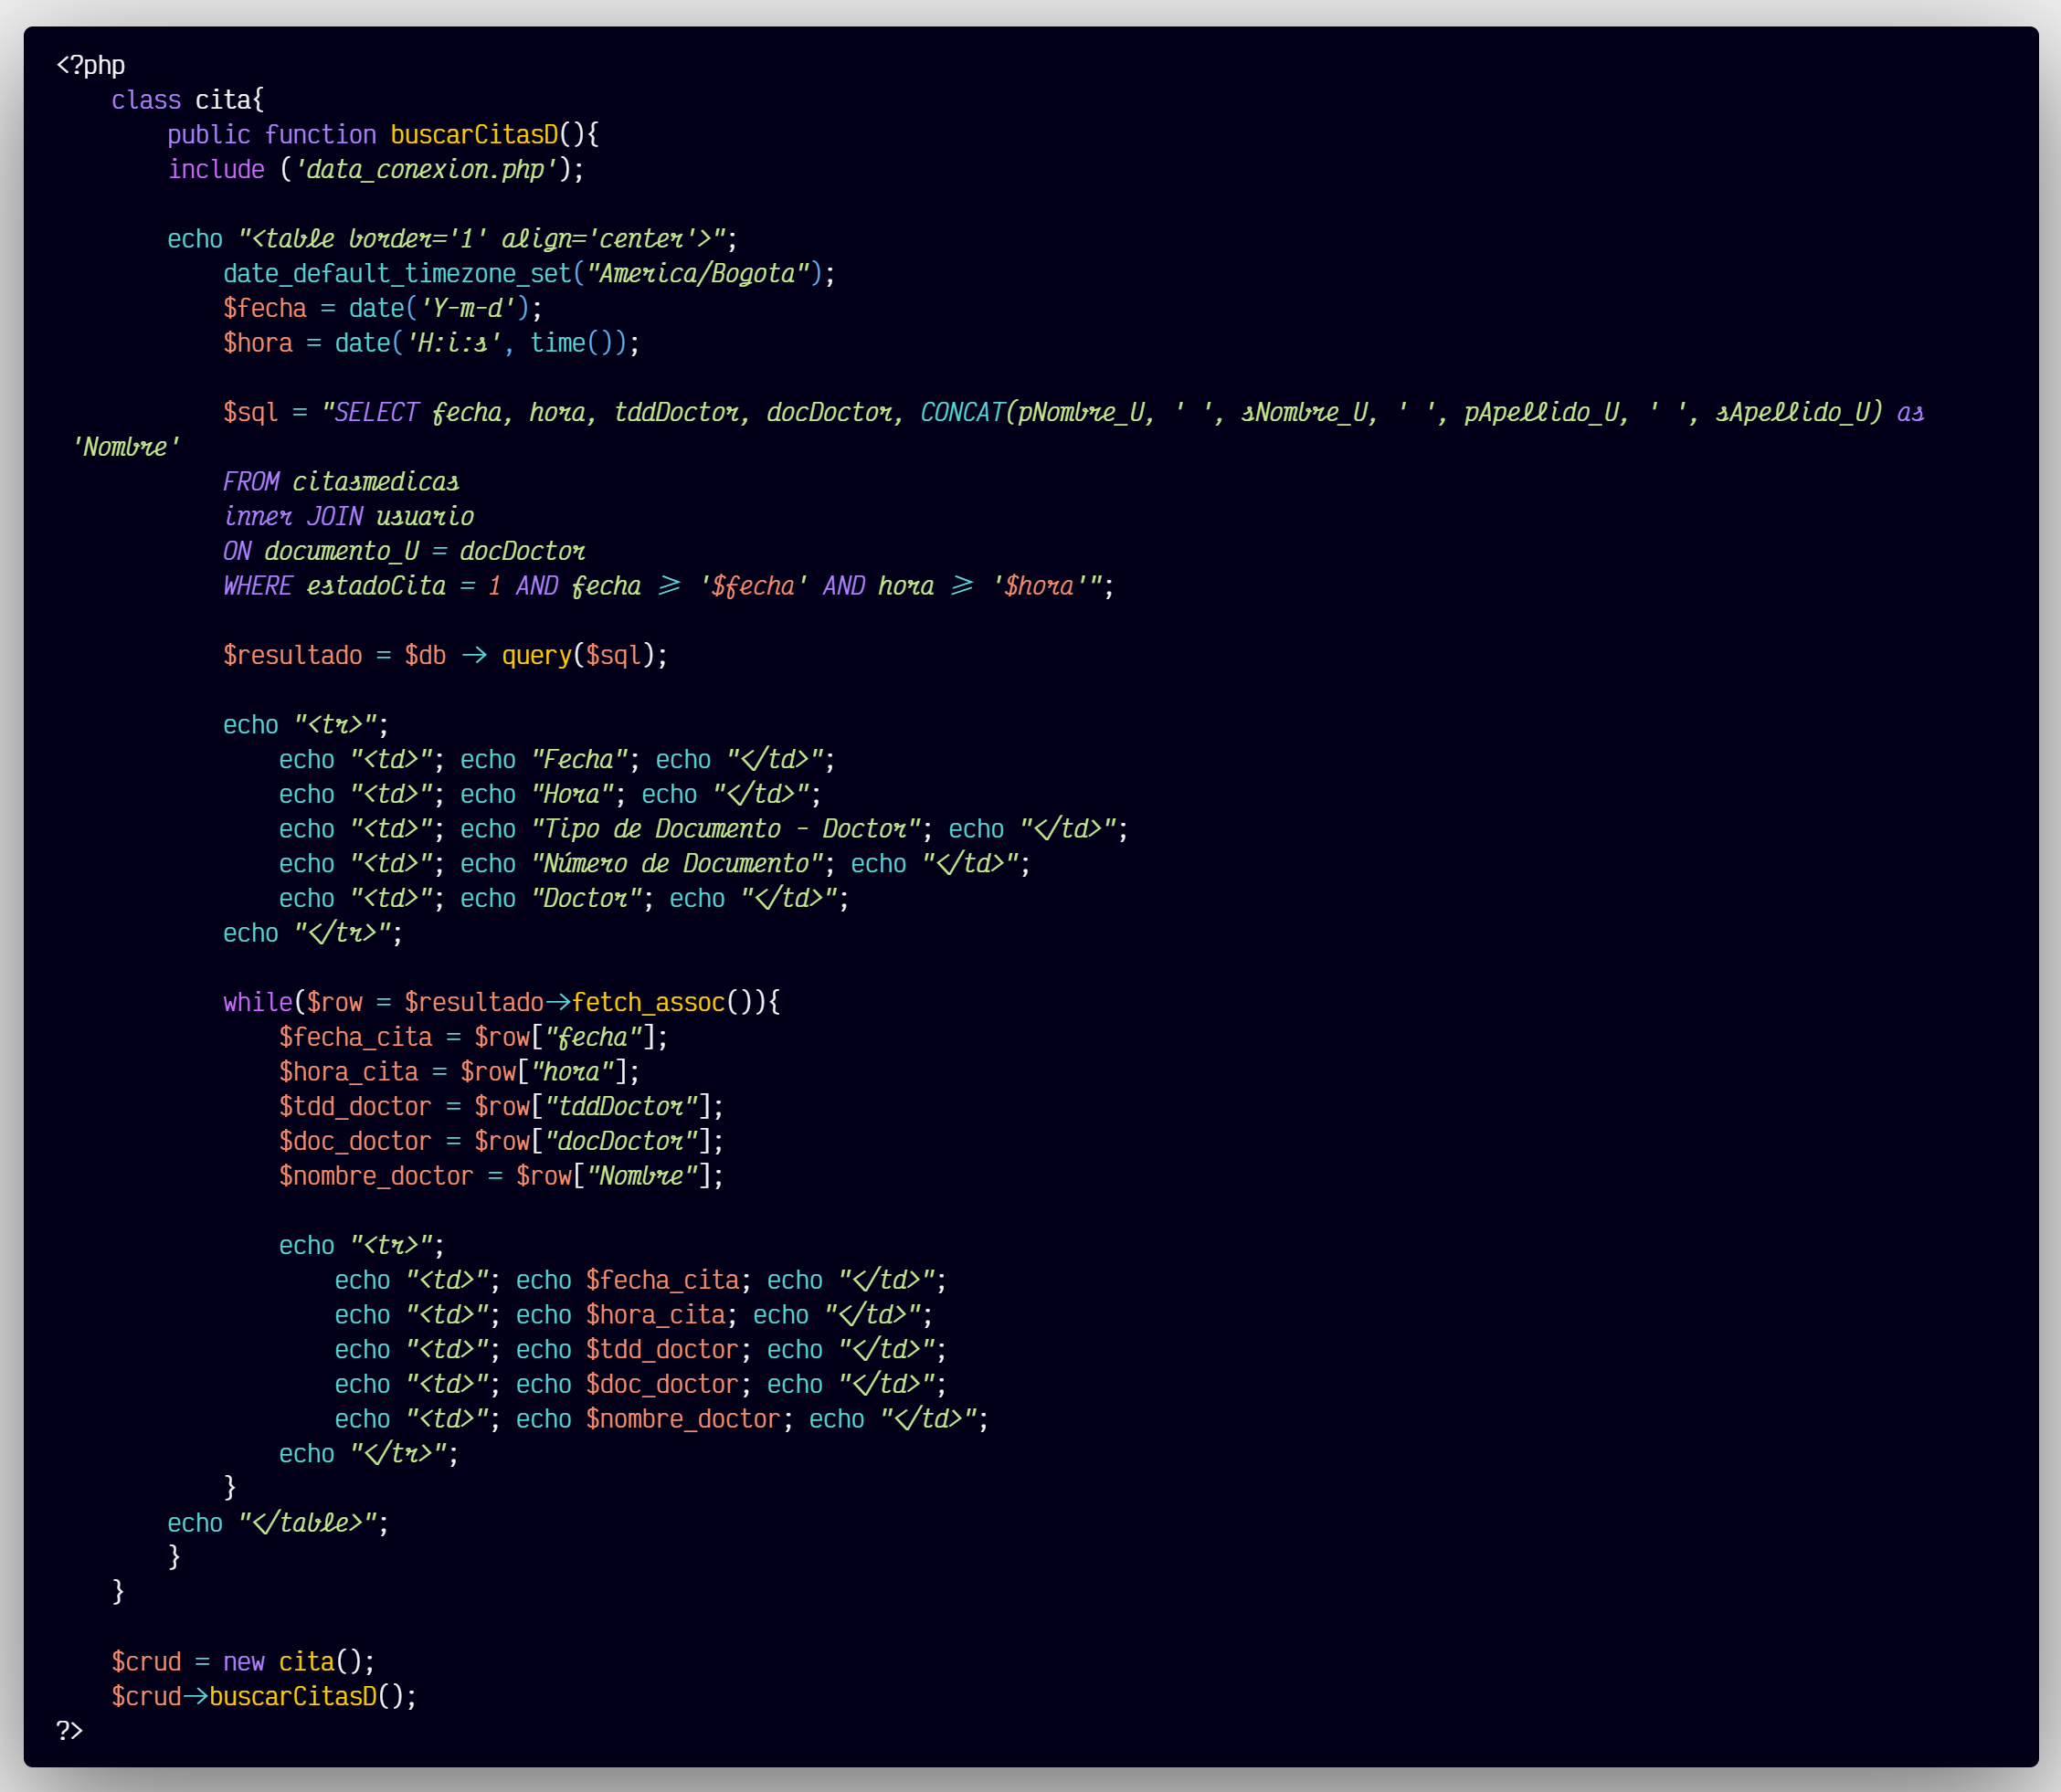 <?php
class cita{
public function buscarCitasD(){
include ('data_conexion.php');
echo "<table border='1' align='center'>";
date_default_timezone_set("America/Bogota");
$fecha = date('Y-m-d');
$hora = date('H:i:s', time());
$sql = "SELECT fecha, hora, tddDoctor, docDoctor, CONCAT(pNombre_U, ' ', sNombre_U, ' ', pApellido_U, ' ', sApellido_U) as
'Nombre'
FROM citasmedicas
inner JOIN usuario
ON documento_U = docDoctor
WHERE estadoCita = 1 AND fecha >= '$fecha' AND hora >= '$hora'";
$resultado = $db -> query($sql);
echo "<tr>";
echo "<td>"; echo "Fecha"; echo "</td>";
echo "<td>"; echo "Hora"; echo "</td>";
echo "<td>"; echo "Tipo de Documento - Doctor"; echo "</td>";
echo "<td>"; echo "Número de Documento"; echo "</td>";
echo "<td>"; echo "Doctor"; echo "</td>";
echo "</tr>";
while($row = $resultado->fetch_assoc()){
$fecha_cita = $row["fecha"];
$hora_cita = $row["hora"];
$tdd_doctor = $row["tddDoctor"];
$doc_doctor = $row["docDoctor"];
$nombre_doctor = $row["Nombre"];
echo "<tr>";
echo "<td>"; echo $fecha_cita; echo "</td>";
echo "<td>"; echo $hora_cita; echo "</td>";
echo "<td>"; echo $tdd_doctor; echo "</td>";
echo "<td>"; echo $doc_doctor; echo "</td>";
echo "<td>"; echo $nombre_doctor; echo "</td>";
echo "</tr>";
}
echo "</table>";
}
}
$crud = new cita();
$crud->buscarCitasD();
?>